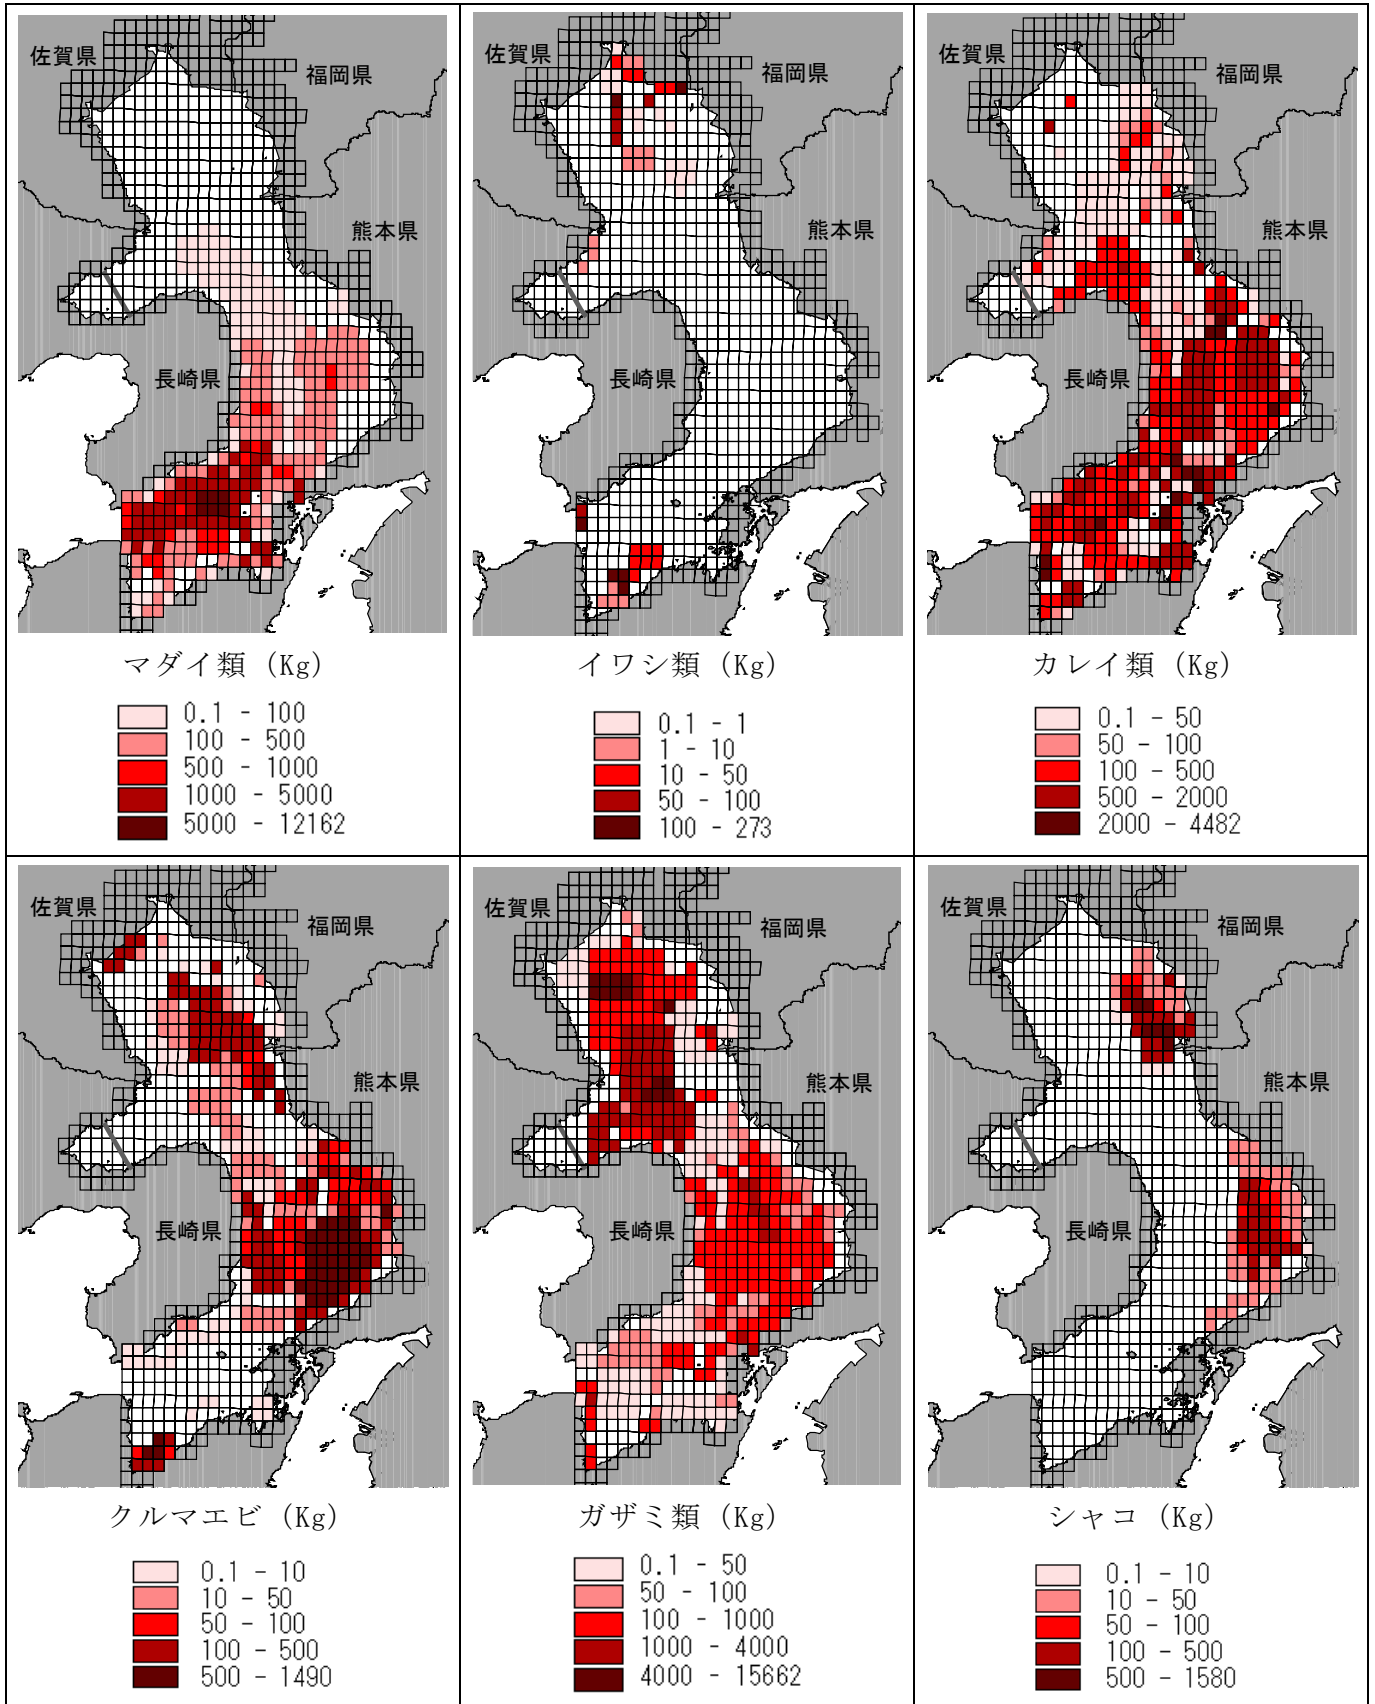 佐賀県
福岡県
熊本県
長崎県
マダイ類 (Kg)
0.1 - 100
100 - 500
500 - 1000
1000 - 5000
5000 - 12162
佐賀県
福岡県
熊本県
長崎県
イワシ類 (Kg)
0.1 - 1
1 - 10
10 - 50
50 - 100
100 - 273
佐賀県
福岡県
熊本県
長崎県
カレイ類 (Kg)
0.1 - 50
50 - 100
100 - 500
500 - 2000
2000 - 4482
佐賀県
福岡県
熊本県
長崎県
クルマエビ (Kg)
0.1 - 10
10 - 50
50 - 100
100 - 500
500 - 1490
佐賀県
福岡県
熊本県
長崎県
ガザミ類 (Kg)
0.1 - 50
50 - 100
100 - 1000
1000 - 4000
4000 - 15662
佐賀県
福岡県
熊本県
長崎県
シャコ (Kg)
0.1 - 10
10 - 50
50 - 100
100 - 500
500 - 1580